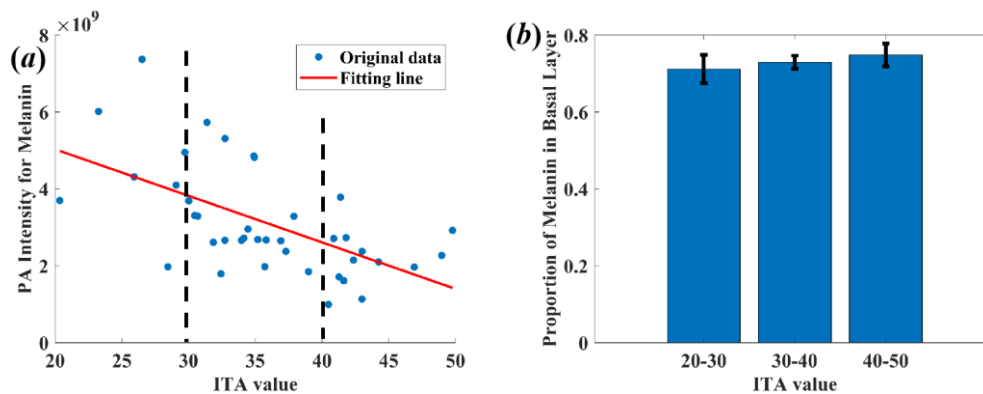 (a)
×10⁹
8
6
4
2
0
PA Intensity for Melanin
Original data
Fitting line
20 25 30 35 40 45 50
ITA value
(b)
0.8
0.6
0.4
0.2
0
Proportion of Melanin in Basal Layer
20-30 30-40 40-50
ITA value